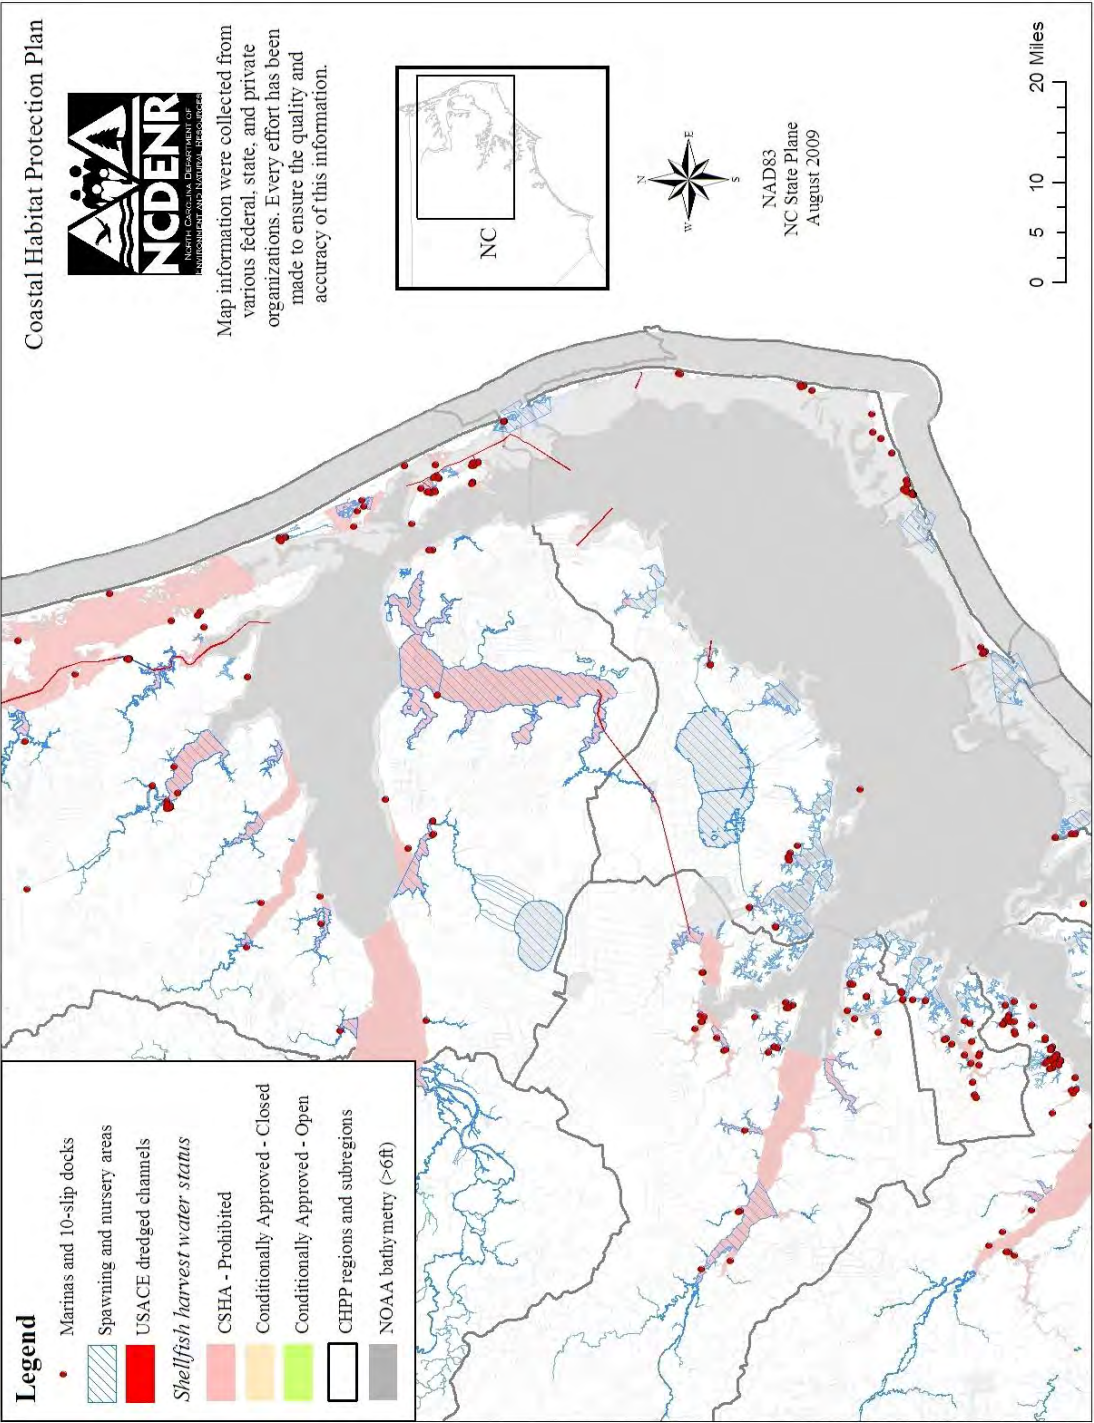 Coastal Habitat Protection Plan
NCDENR
NORTH CAROLINA DEPARTMENT OF
ENVIRONMENT AND NATURAL RESOURCES
Map information were collected from
various federal, state, and private
organizations. Every effort has been
made to ensure the quality and
accuracy of this information.
NC
N
W
E
S
NAD83
NC State Plane
August 2009
0 5 10 20 Miles
Legend
Marinas and 10-slip docks
Spawning and nursery areas
USACE dredged channels
Shellfish harvest water status
CSHA - Prohibited
Conditionally Approved - Closed
Conditionally Approved - Open
CHPP regions and subregions
NOAA bathymetry (>6ft)